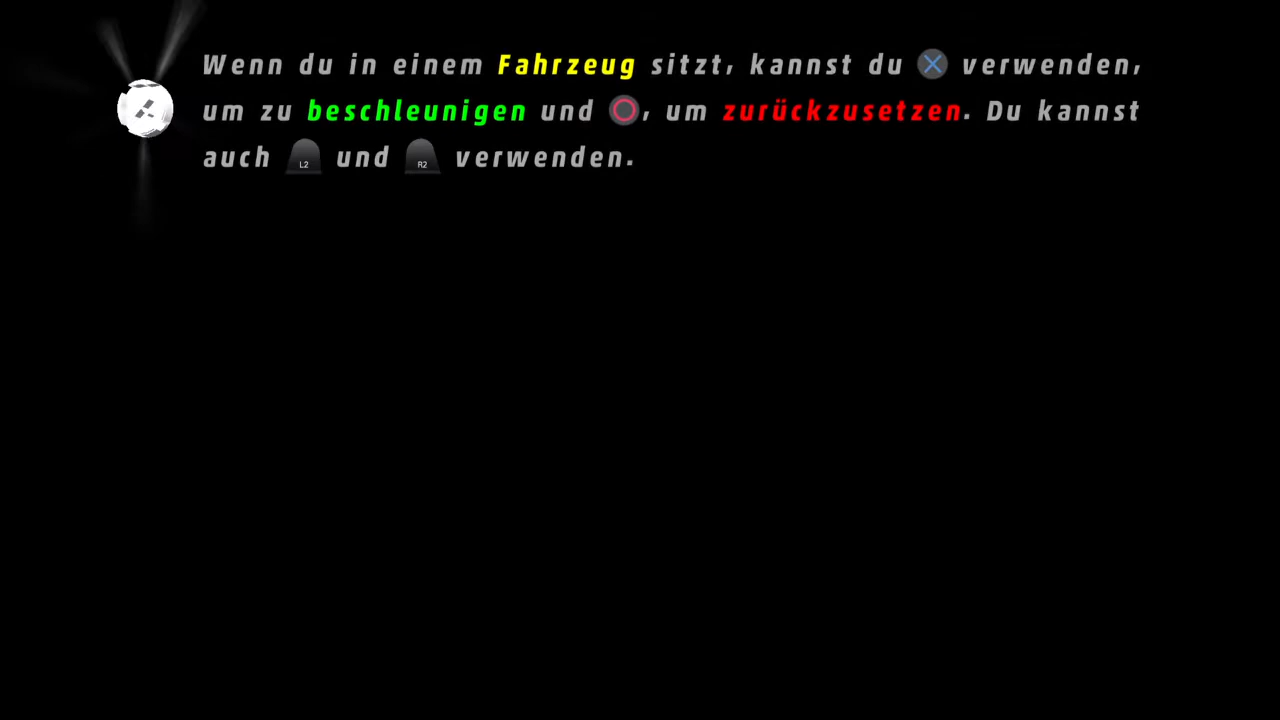 Wenn du in einem Fahrzeug sitzt, kannst du verwenden,
um zu beschleunigen und , um zurückzusetzen. Du kannst
auch L2 und R2 verwenden.